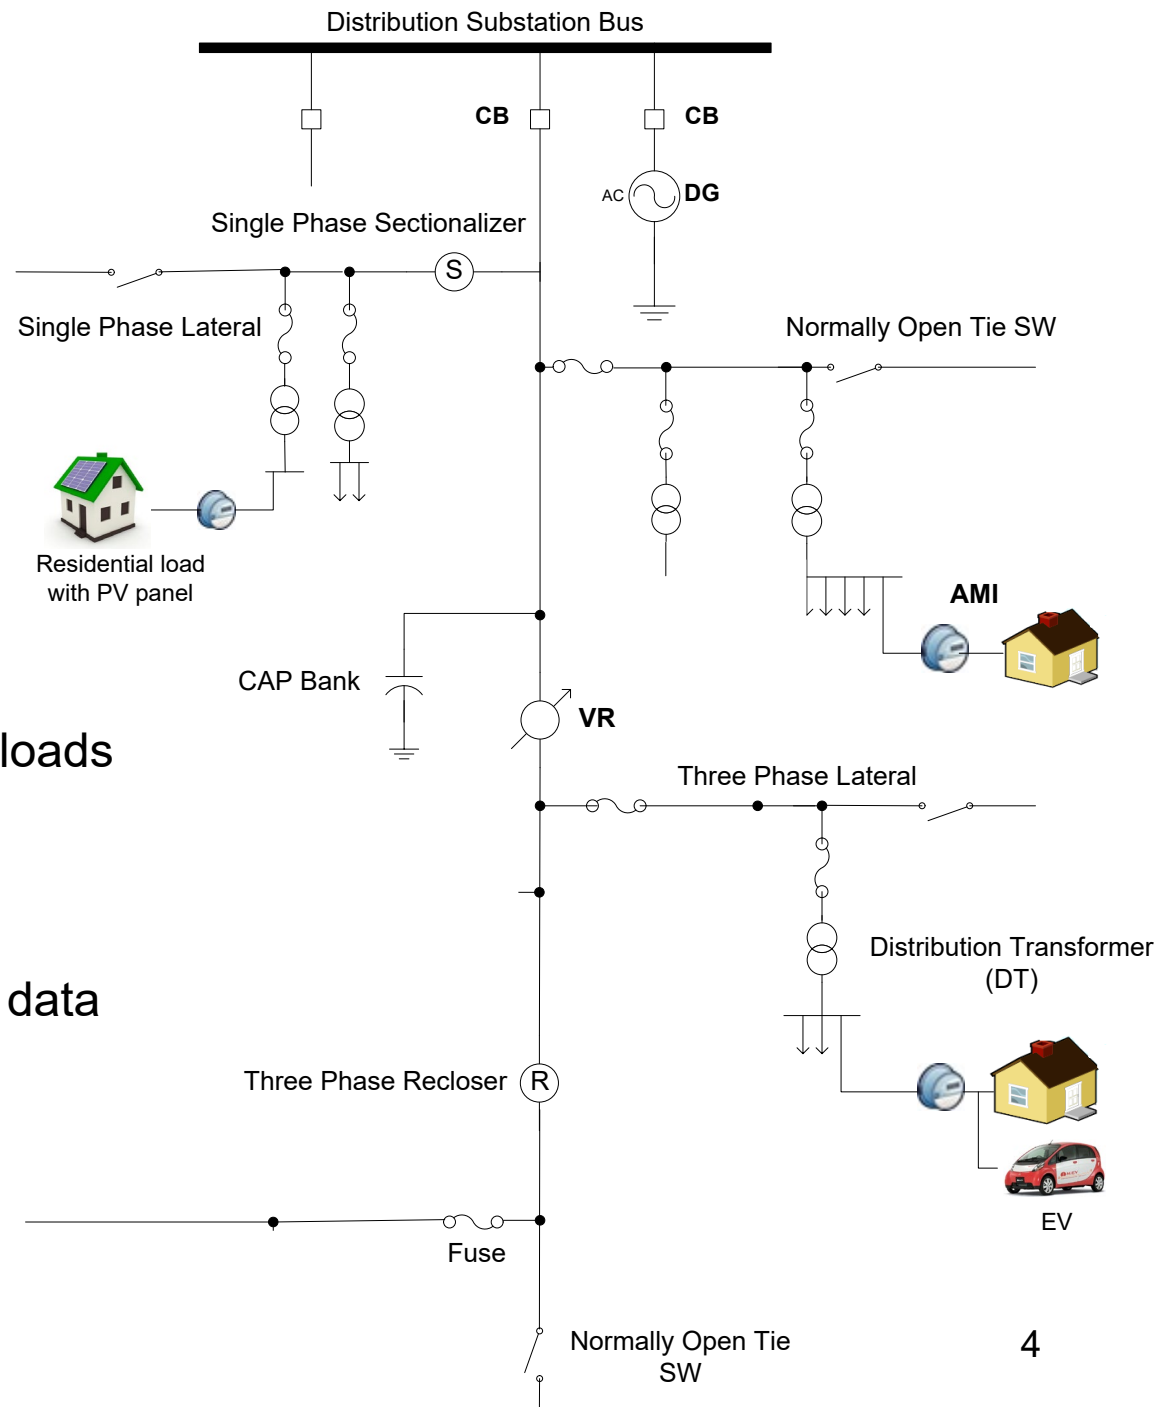 Distribution Substation Bus
CB
CB
AC
DG
Single Phase Sectionalizer
S
Single Phase Lateral
Normally Open Tie SW
Residential load
with PV panel
AMI
CAP Bank
VR
loads
Three Phase Lateral
Distribution Transformer
(DT)
data
Three Phase Recloser
R
EV
Fuse
Normally Open Tie
SW
4